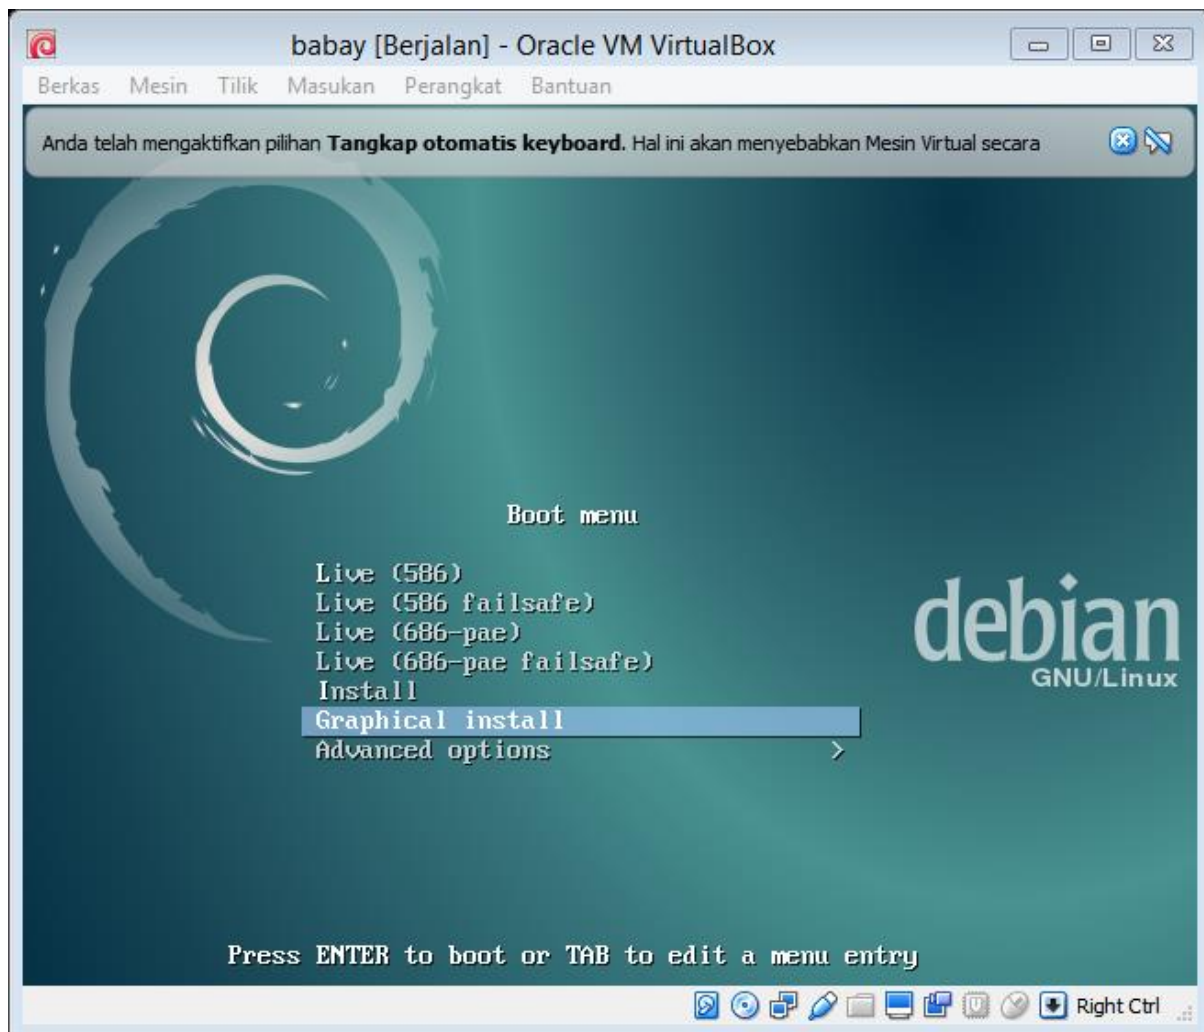 babay [Berjalan] - Oracle VM VirtualBox
Berkas Mesin Tilik Masukan Perangkat Bantuan
Anda telah mengaktifkan pilihan Tangkap otomatis keyboard. Hal ini akan menyebabkan Mesin Virtual secara
Boot menu
Live (586)
Live (586 failsafe)
Live (686-pae)
Live (686-pae failsafe)
Install
Graphical install
Advanced options >
debian
GNU/Linux
Press ENTER to boot or TAB to edit a menu entry
Right Ctrl